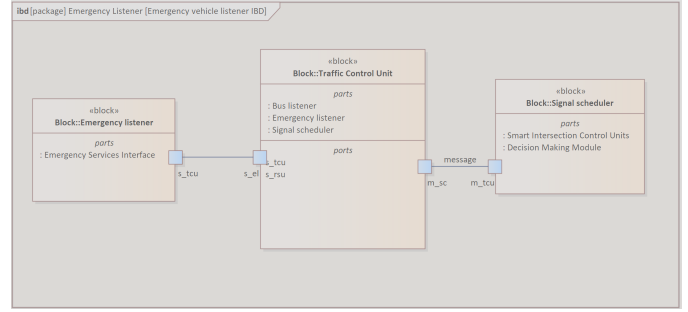 ibd [package] Emergency Listener [Emergency vehicle listener IBD]
«block»
Block::Emergency listener
parts
: Emergency Services Interface
s_tcu
«block»
Block::Traffic Control Unit
parts
: Bus listener
: Emergency listener
: Signal scheduler
parts
s_tcu
s_el
s_rsu
message
m_sc
m_tcu
«block»
Block::Signal scheduler
parts
: Smart Intersection Control Units
: Decision Making Module